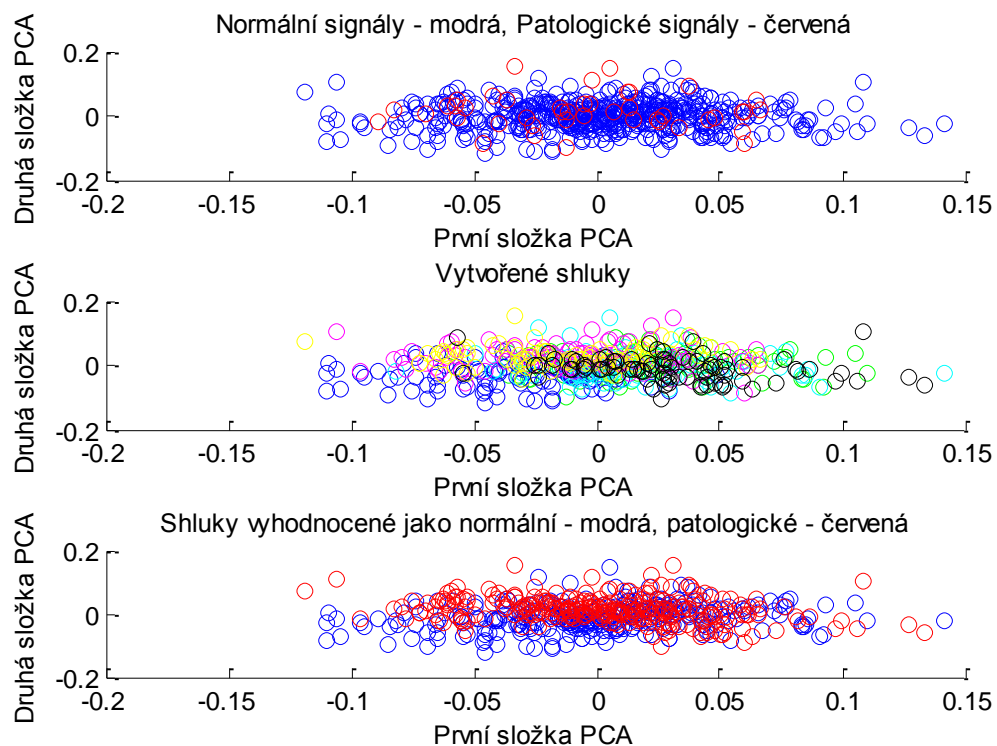 Normální signály - modrá, Patologické signály - červená
Druhá složka PCA
0.2
0
-0.2
-0.2 -0.15 -0.1 -0.05 0 0.05 0.1 0.15
První složka PCA
Vytvořené shluky
Druhá složka PCA
0.2
0
-0.2
-0.2 -0.15 -0.1 -0.05 0 0.05 0.1 0.15
První složka PCA
Shluky vyhodnocené jako normální - modrá, patologické - červená
Druhá složka PCA
0.2
0
-0.2
-0.2 -0.15 -0.1 -0.05 0 0.05 0.1 0.15
První složka PCA